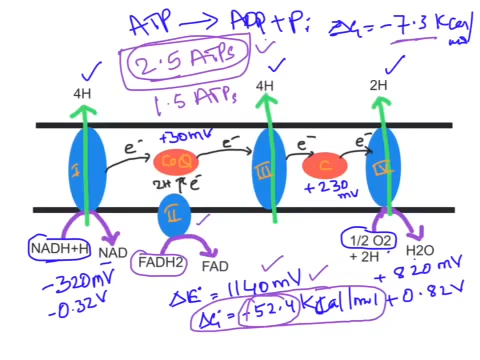 ATP → ADP + Pi ΔG = -7.3 Kcal/mol
2.5 ATPs
1.5 ATPs
4H 4H 2H
+30mV
e⁻ e⁻ e⁻ e⁻
I CoQ III C IV
2H e⁻
+230 mV
II
NADH+H NAD FADH2 FAD 1/2 O2 + 2H H2O
-320mV
-0.32V
+820mV
+0.82V
ΔE = 1140mV
ΔG = -52.4 Kcal/mol